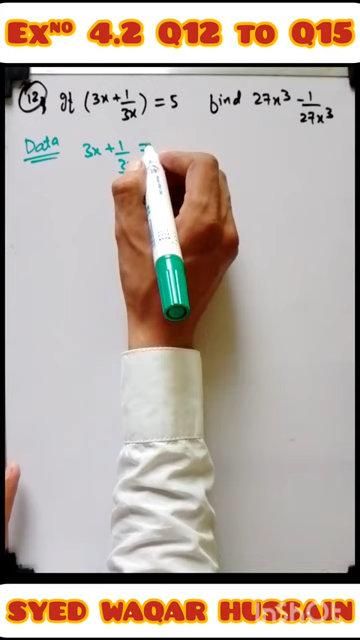 Exᴺᴼ 4.2 Q12 TO Q15
12, If (3x + 1/3x) = 5 find 27x³ - 1/27x³
Data 3x + 1/3 =
SYED WAQAR HUSSAIN